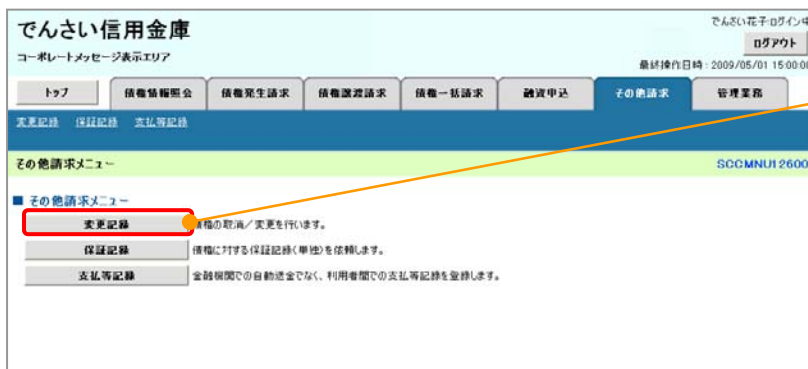 でんさい信用金庫
コーポレートメッセージ表示エリア
でんさい花子:ログイン中
ログアウト
最終操作日時：2009/05/01 15:00:00
トップ 債権情報照会 債権発生請求 債権譲渡請求 債権一括請求 融資申込 その他請求 管理業務
変更記録 保証記録 支払等記録
その他請求メニュー SCCMNU12600
■ その他請求メニュー
変更記録 債権の取消／変更を行います。
保証記録 債権に対する保証記録（単独）を依頼します。
支払等記録 金融機関での自動送金でなく、利用者間での支払等記録を登録します。